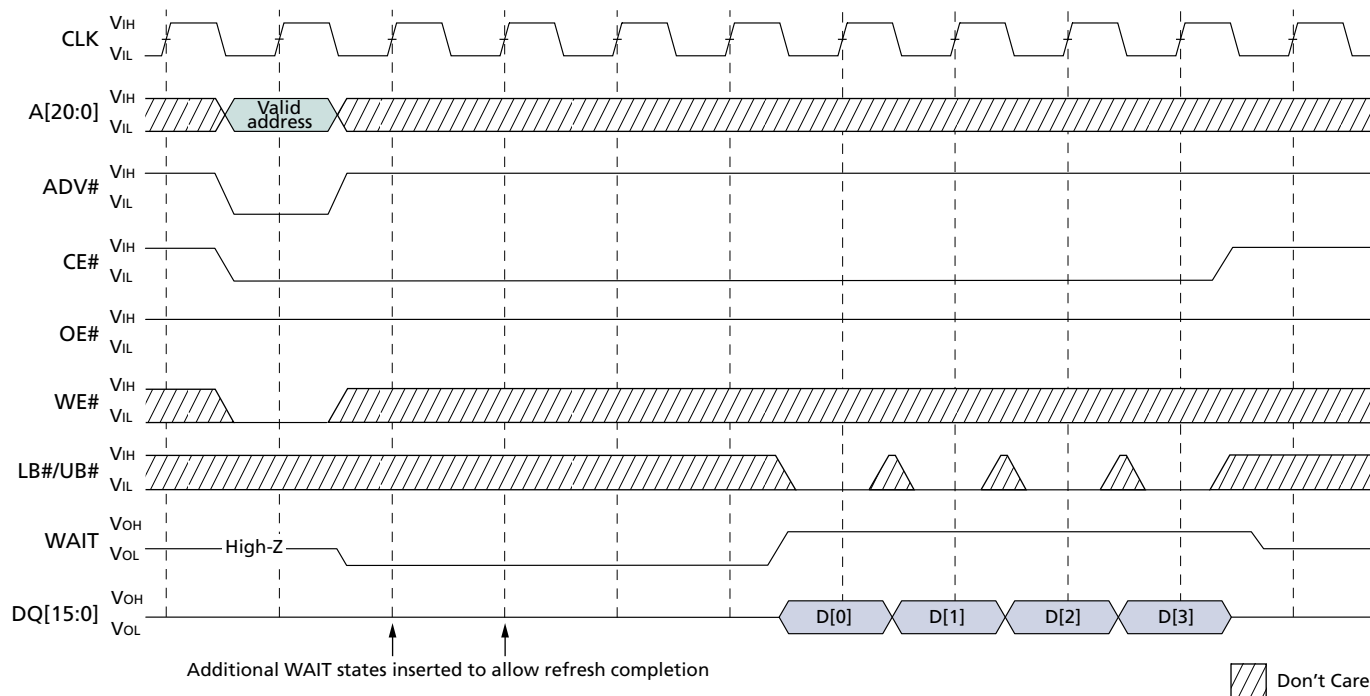 CLK VIH
VIL
A[20:0] VIH
VIL
Valid
address
ADV# VIH
VIL
CE# VIH
VIL
OE# VIH
VIL
WE# VIH
VIL
LB#/UB# VIH
VIL
WAIT VOH
VOL
High-Z
DQ[15:0] VOH
VOL
D[0] D[1] D[2] D[3]
Additional WAIT states inserted to allow refresh completion
Don't Care